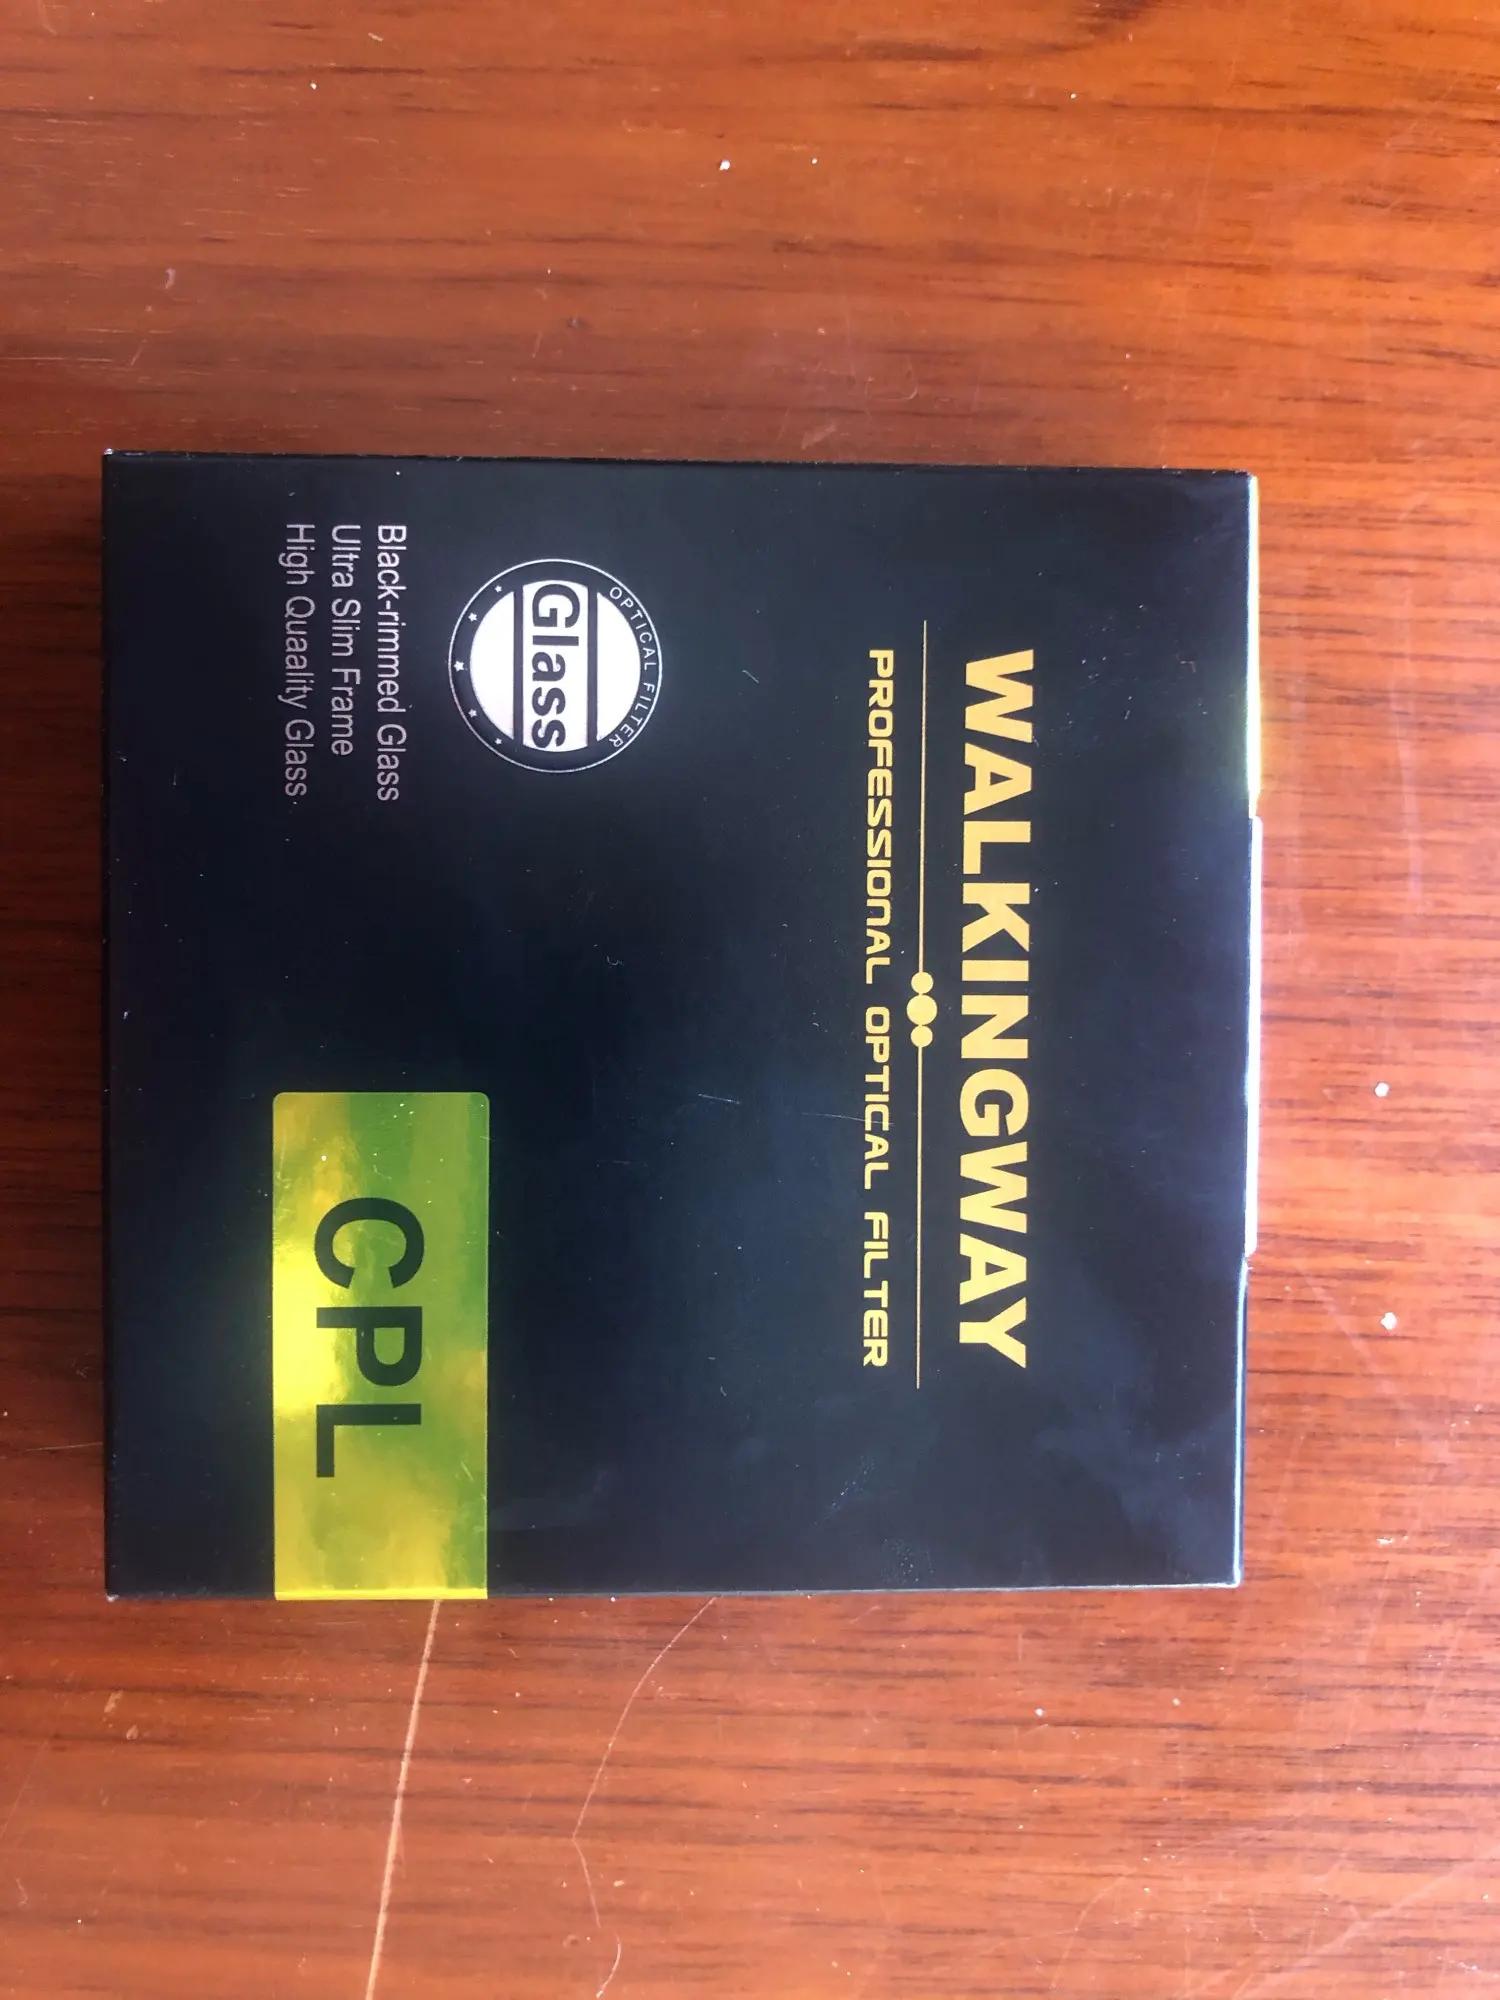 WALKINGWAY
PROFESSIONAL OPTICAL FILTER
OPTICAL FILTER
Glass
Black-rimmed Glass
Ultra Slim Frame
High Quaality Glass
CPL